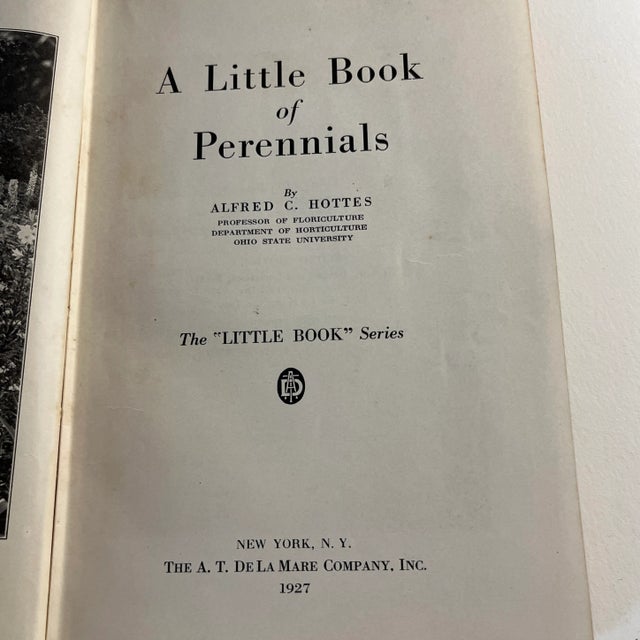 A Little Book
of
Perennials
By
ALFRED C. HOTTES
PROFESSOR OF FLORICULTURE
DEPARTMENT OF HORTICULTURE
OHIO STATE UNIVERSITY
The "LITTLE BOOK" Series
NEW YORK, N. Y.
THE A. T. DE LA MARE COMPANY, INC.
1927